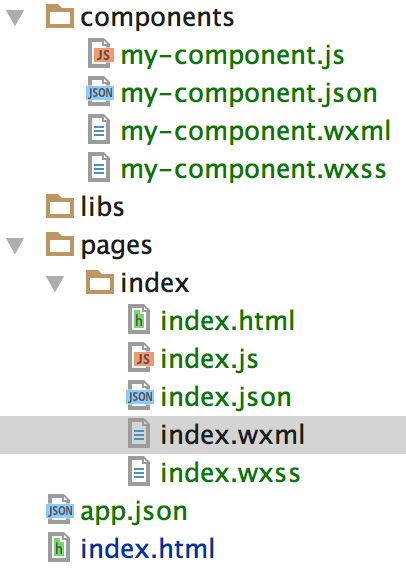 components
JS my-component.js
JSON my-component.json
my-component.wxml
my-component.wxss
libs
pages
index
h index.html
JS index.js
JSON index.json
index.wxml
index.wxss
JSON app.json
h index.html